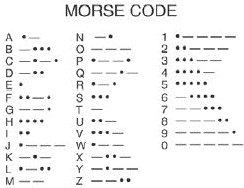 MORSE CODE
A •—
B —•••
C —•—•
D —••
E •
F ••—•
G ——•
H ••••
I ••
J •———
K —•—
L •—••
M ——
N —•
O ———
P •——•
Q ——•—
R •—•
S •••
T —
U ••—
V •••—
W •——
X —••—
Y —•——
Z ——••
1 •————
2 ••———
3 •••——
4 ••••—
5 •••••
6 —••••
7 ——•••
8 ———••
9 ————•
0 —————